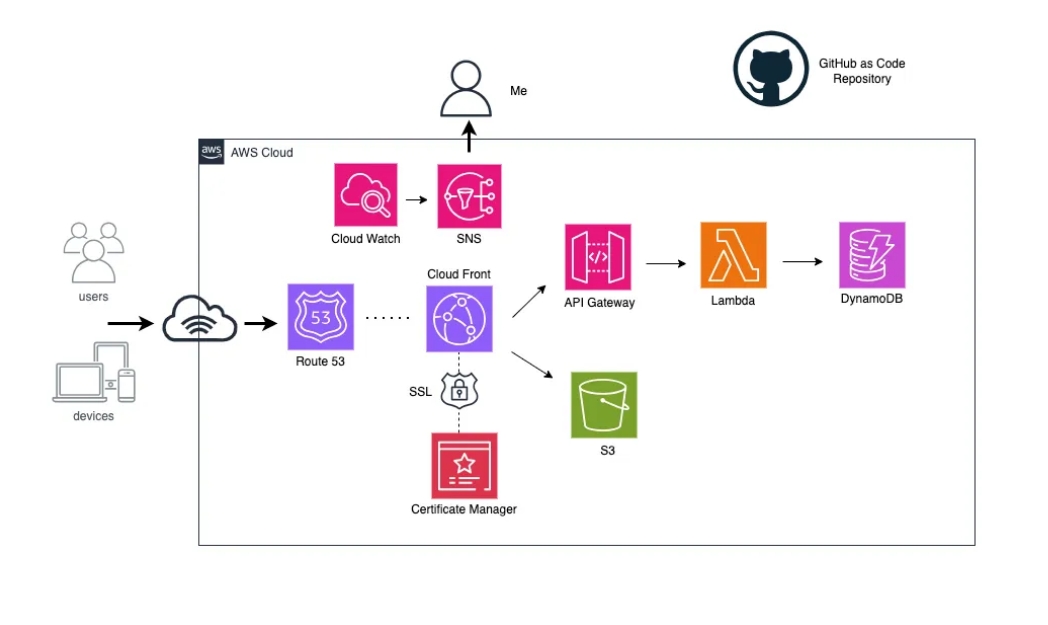 GitHub as Code
Repository
Me
aws
AWS Cloud
Cloud Watch
SNS
users
devices
53
Route 53
Cloud Front
SSL
Certificate Manager
</>
API Gateway
Lambda
DynamoDB
S3